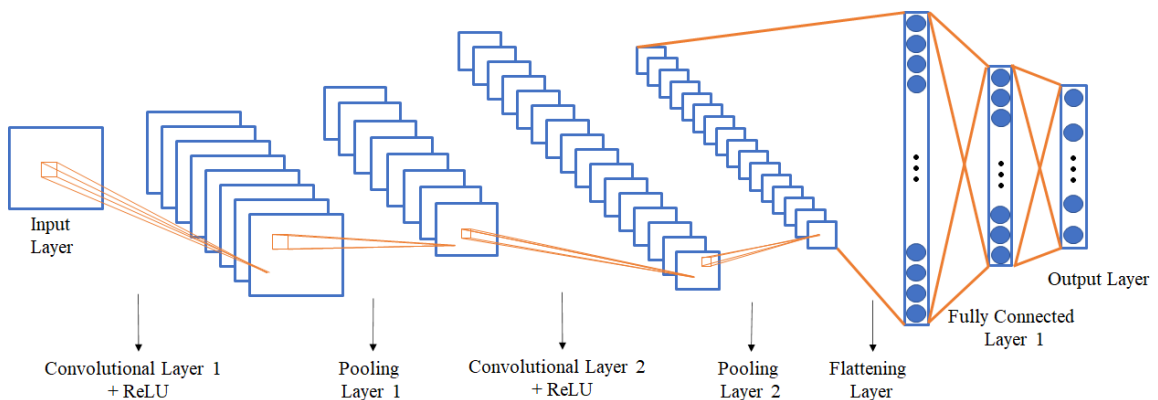 Input
Layer
Convolutional Layer 1
+ ReLU
Pooling
Layer 1
Convolutional Layer 2
+ ReLU
Pooling
Layer 2
Flattening
Layer
Fully Connected
Layer 1
Output Layer